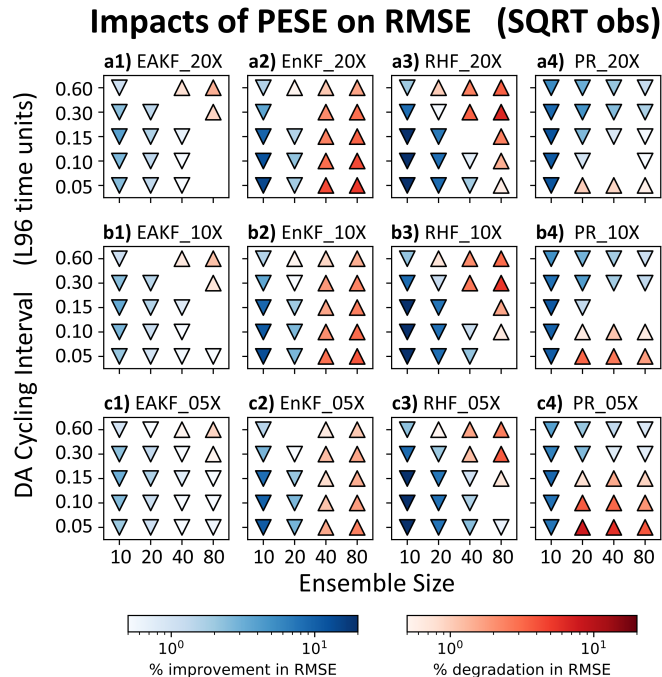 Impacts of PESE on RMSE (SQRT obs)
a1) EAKF_20X a2) EnKF_20X a3) RHF_20X a4) PR_20X
0.60
0.30
0.15
0.10
0.05
b1) EAKF_10X b2) EnKF_10X b3) RHF_10X b4) PR_10X
0.60
0.30
0.15
0.10
0.05
c1) EAKF_05X c2) EnKF_05X c3) RHF_05X c4) PR_05X
0.60
0.30
0.15
0.10
0.05
DA Cycling Interval (L96 time units)
10 20 40 80 10 20 40 80 10 20 40 80 10 20 40 80
Ensemble Size
10⁰ 10¹ 10⁰ 10¹
% improvement in RMSE % degradation in RMSE